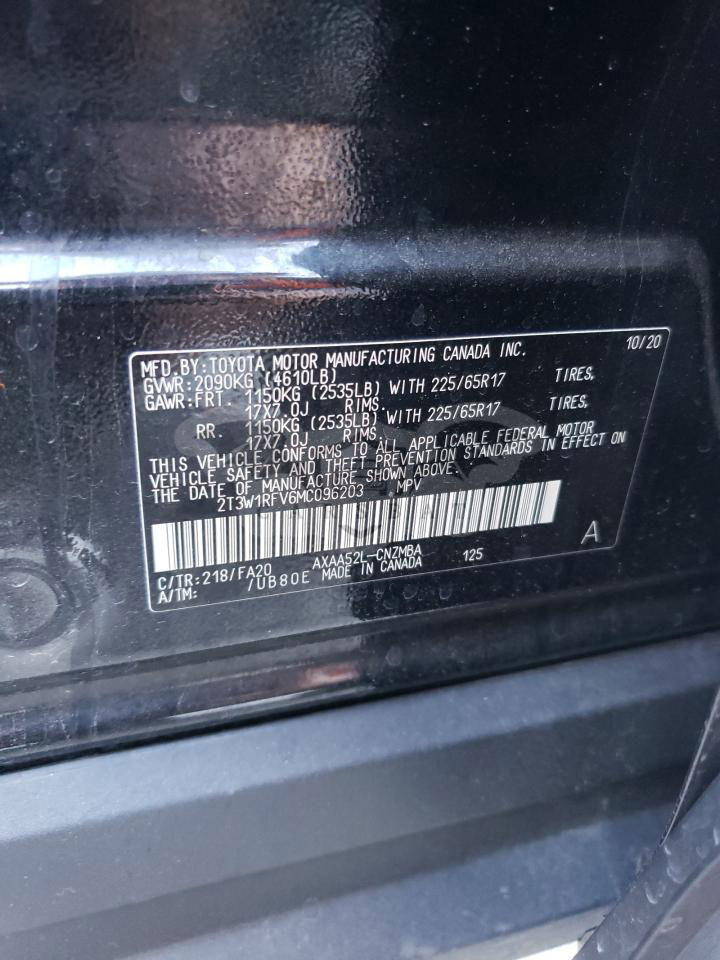 MFD.BY:TOYOTA MOTOR MANUFACTURING CANADA INC. 10/20
GVWR:2090KG (4610LB)
GAWR:FRT. 1150KG (2535LB) WITH 225/65R17 TIRES,
17X7.0J RIMS.
RR. 1150KG (2535LB) WITH 225/65R17 TIRES,
17X7.0J RIMS.
THIS VEHICLE CONFORMS TO ALL APPLICABLE FEDERAL MOTOR
VEHICLE SAFETY AND THEFT PREVENTION STANDARDS IN EFFECT ON
THE DATE OF MANUFACTURE SHOWN ABOVE.
2T3W1RFV6MC096203 MPV
A
C/TR:218/FA20 AXAA52L-CNZMBA 125
A/TM: /UB80E MADE IN CANADA